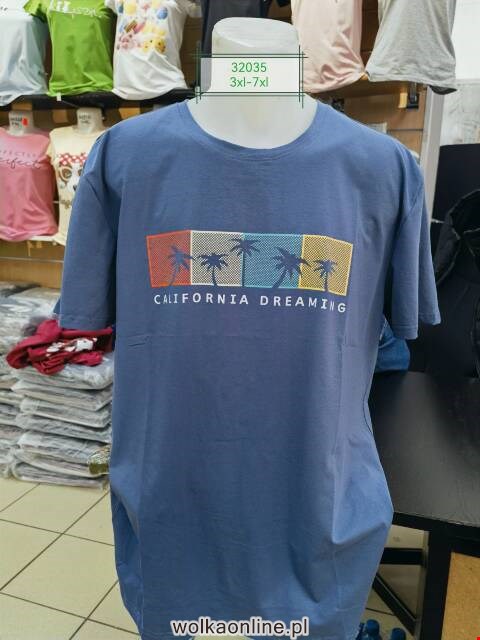 32035
3xl-7xl
CALIFORNIA DREAMING
wolkaonline.pl